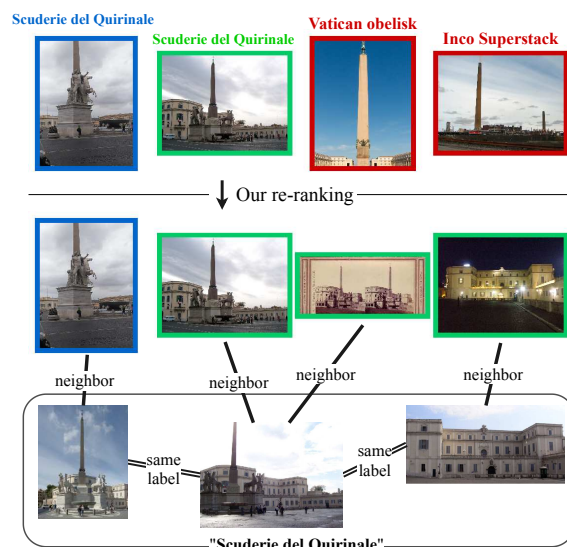 Scuderie del Quirinale
Scuderie del Quirinale
Vatican obelisk
Inco Superstack
Our re-ranking
neighbor
neighbor
neighbor
neighbor
same
label
same
label
"Scuderie del Quirinale"